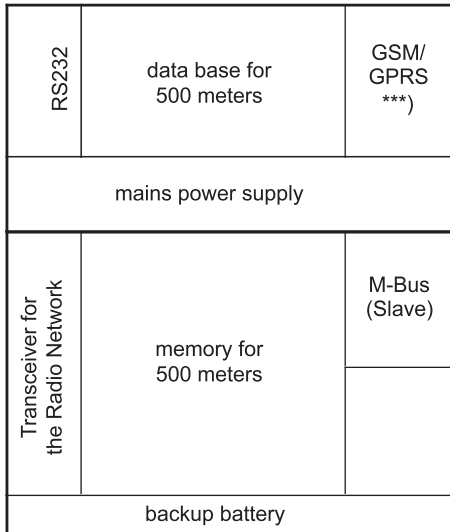 RS232
data base for
500 meters
GSM/
GPRS
***)
mains power supply
Transceiver for
the Radio Network
memory for
500 meters
M-Bus
(Slave)
backup battery